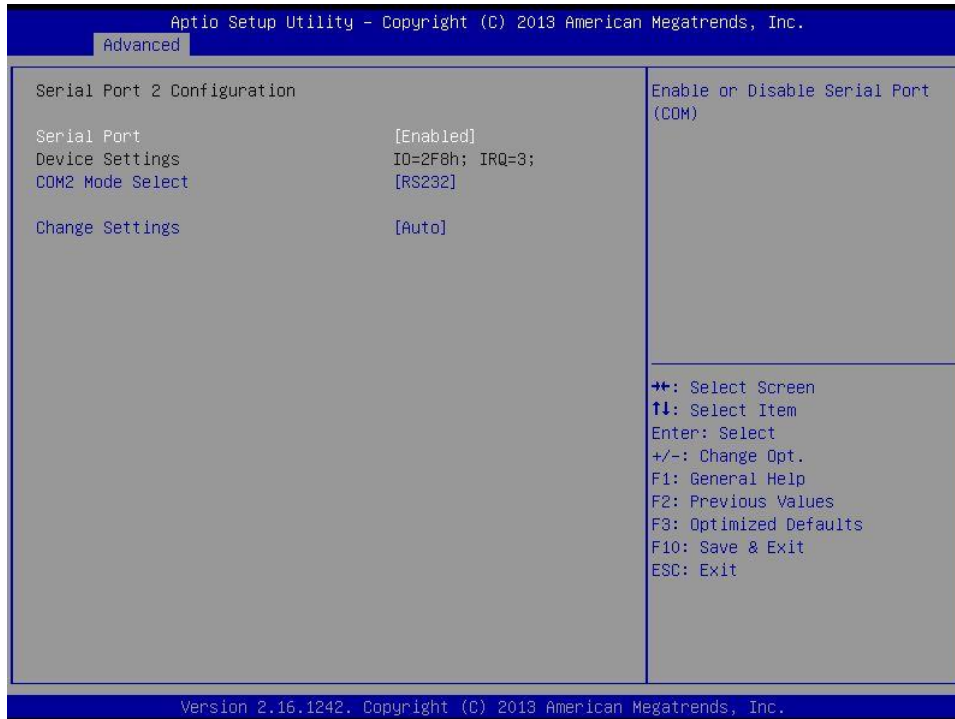 Aptio Setup Utility – Copyright (C) 2013 American Megatrends, Inc.
Advanced
Serial Port 2 Configuration
Serial Port [Enabled]
Device Settings IO=2F8h; IRQ=3;
COM2 Mode Select [RS232]
Change Settings [Auto]
Enable or Disable Serial Port
(COM)
→←: Select Screen
↑↓: Select Item
Enter: Select
+/-: Change Opt.
F1: General Help
F2: Previous Values
F3: Optimized Defaults
F10: Save & Exit
ESC: Exit
Version 2.16.1242. Copyright (C) 2013 American Megatrends, Inc.